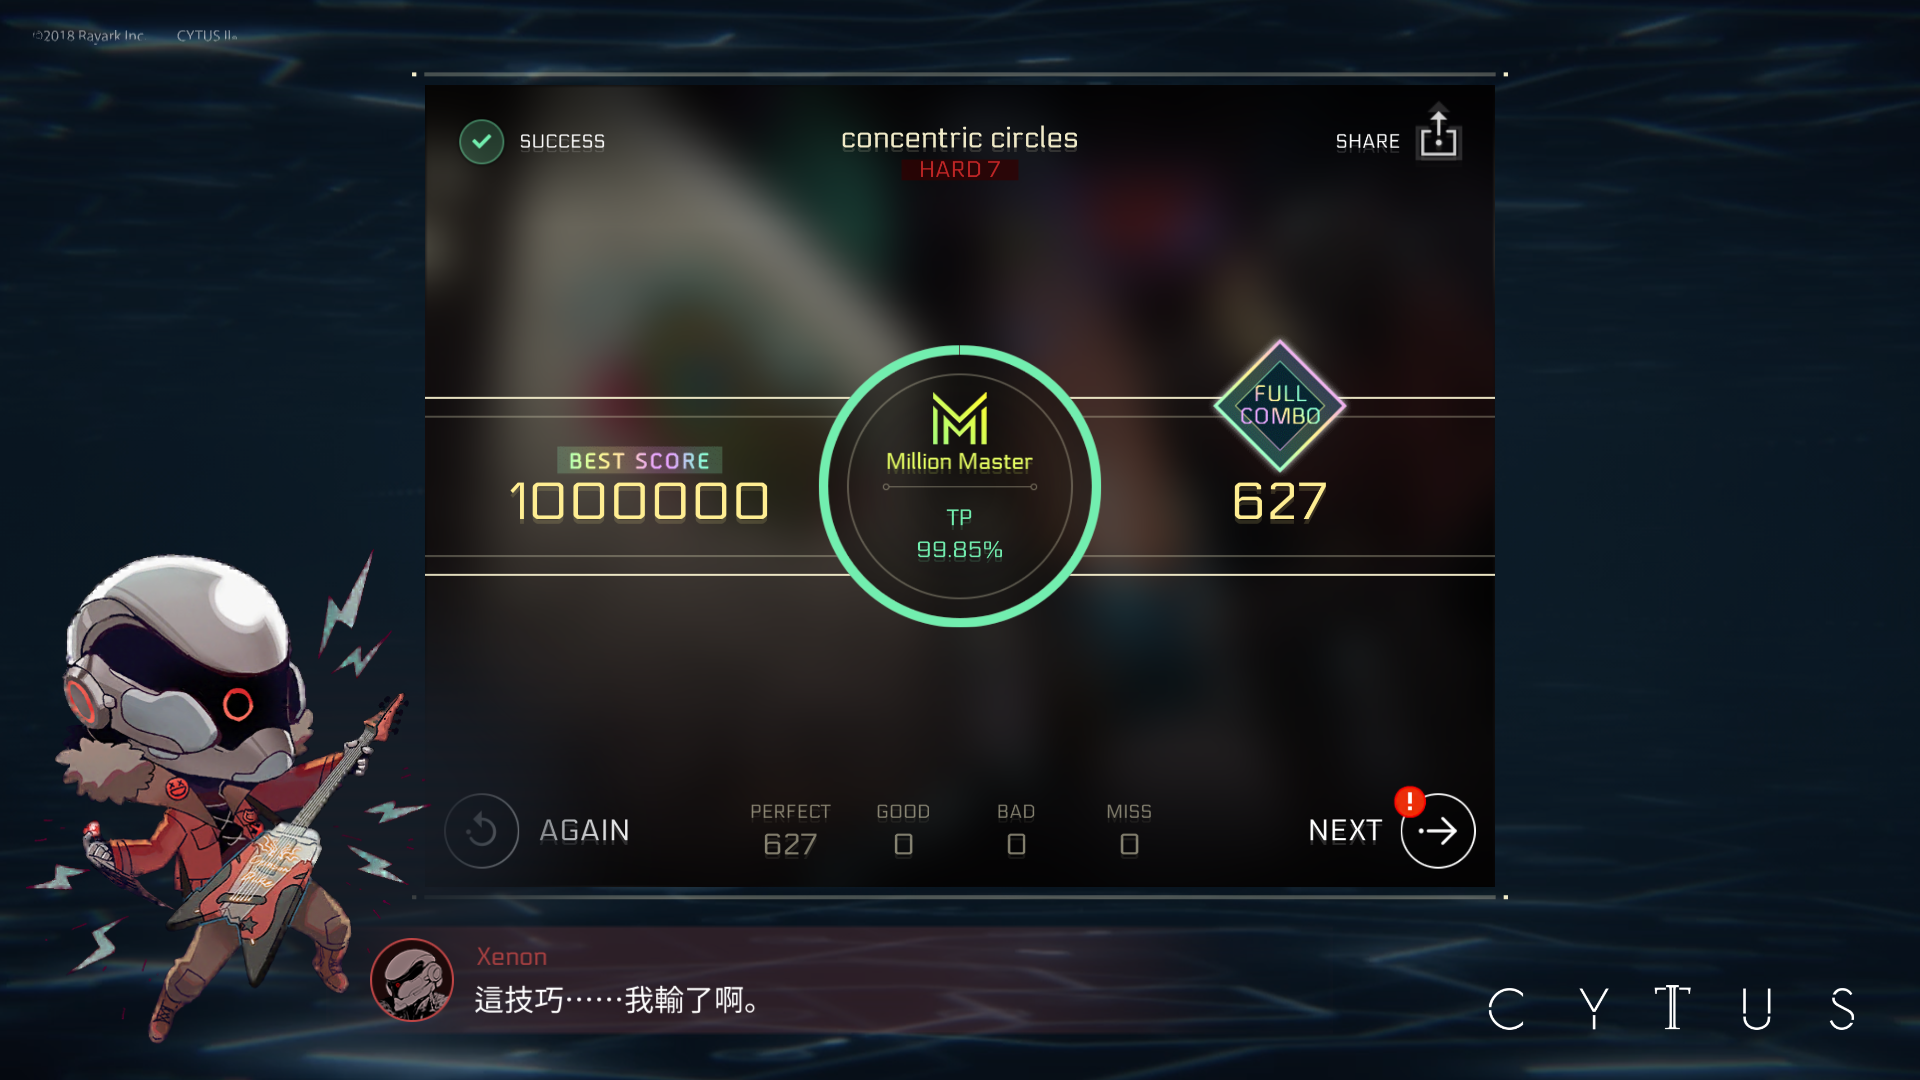 ©2018 Rayark Inc. CYTUS II
SUCCESS
concentric circles
HARD 7
SHARE
FULL
COMBO
Million Master
BEST SCORE
1000000
627
TP
99.85%
AGAIN
PERFECT GOOD BAD MISS
627 0 0 0
NEXT
!
Xenon
這技巧⋯⋯我輸了啊。
CYTUS